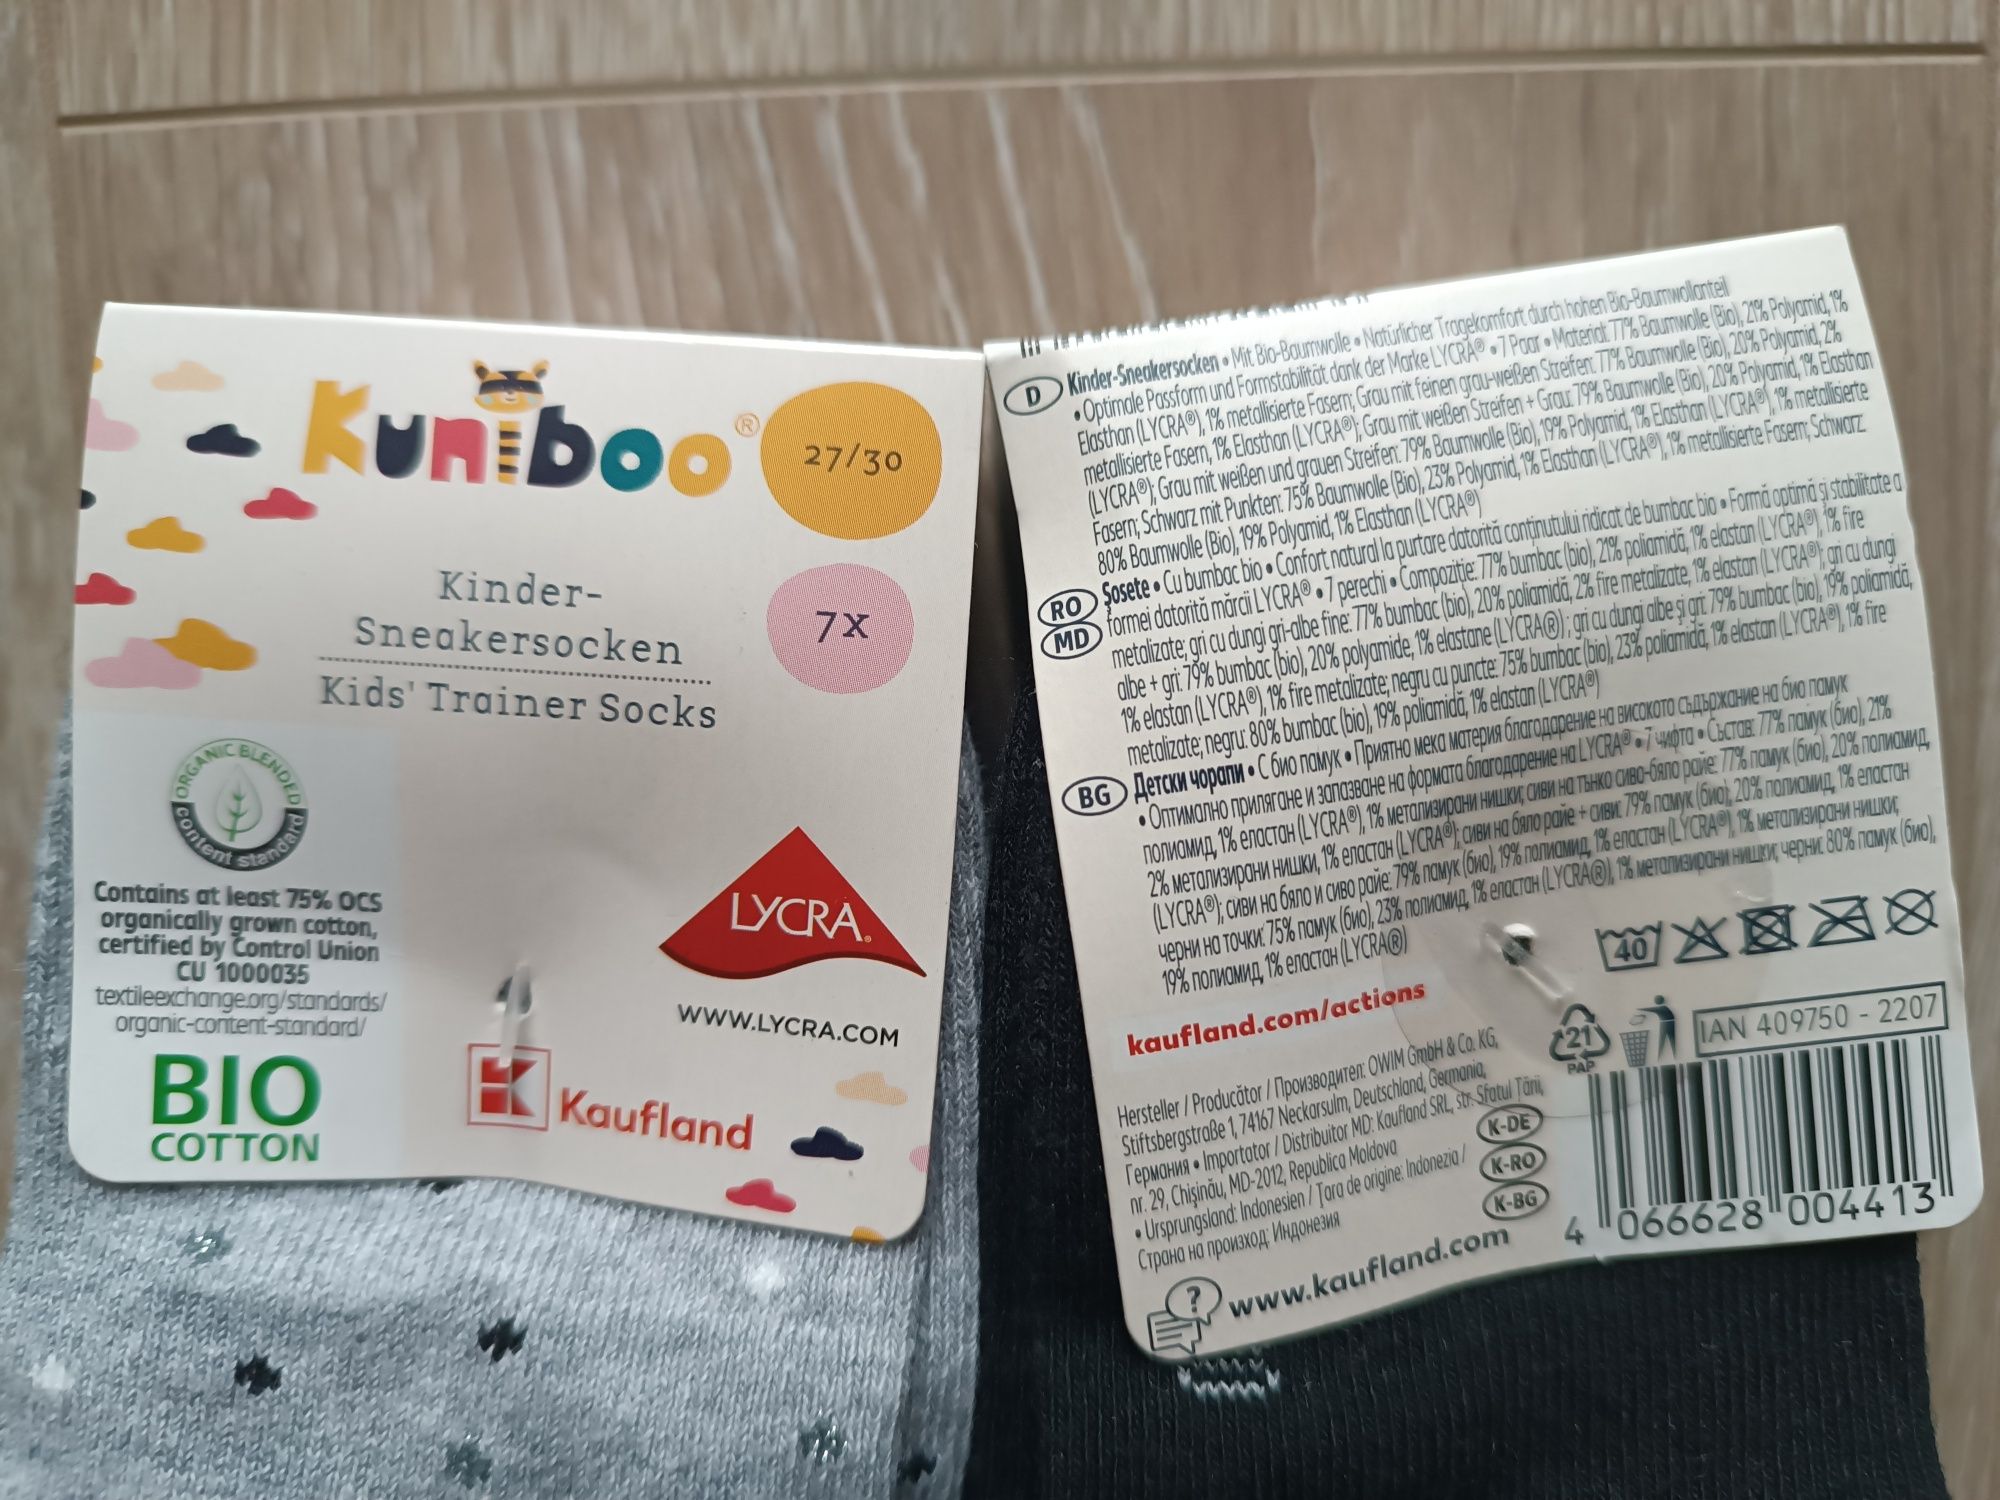 Kuniboo®
27/30
7x
Kinder-
Sneakersocken
Kids' Trainer Socks
ORGANIC BLENDED
content standard
Contains at least 75% OCS
organically grown cotton,
certified by Control Union
CU 1000035
textileexchange.org/standards/
organic-content-standard/
BIO
COTTON
LYCRA®
WWW.LYCRA.COM
Kaufland
D Kinder-Sneakersocken • Mit Bio-Baumwolle • Natürlicher Tragekomfort durch hohen Bio-Baumwollanteil
• Optimale Passform und Formstabilität dank der Marke LYCRA® • 7 Paar • Material: 77% Baumwolle (Bio), 21% Polyamid, 1%
Elasthan (LYCRA®), 1% metallisierte Fasern; Grau mit feinen grau-weißen Streifen: 77% Baumwolle (Bio), 20% Polyamid, 2%
metallisierte Fasern, 1% Elasthan (LYCRA®); Grau mit weißen Streifen + Grau: 79% Baumwolle (Bio), 20% Polyamid, 1% Elasthan
(LYCRA®); Grau mit weißen und grauen Streifen: 79% Baumwolle (Bio), 19% Polyamid, 1% Elasthan (LYCRA®), 1% metallisierte
Fasern; Schwarz mit Punkten: 75% Baumwolle (Bio), 23% Polyamid, 1% Elasthan (LYCRA®), 1% metallisierte Fasern; Schwarz:
80% Baumwolle (Bio), 19% Polyamid, 1% Elasthan (LYCRA®)
RO MD Șosete • Cu bumbac bio • Confort natural la purtare datorită conținutului ridicat de bumbac bio • Formă optimă și stabilitate a
formei datorită mărcii LYCRA® • 7 perechi • Compoziție: 77% bumbac (bio), 21% poliamidă, 1% elastan (LYCRA®), 1% fire
metalizate; gri cu dungi gri-albe fine: 77% bumbac (bio), 20% poliamidă, 2% fire metalizate, 1% elastan (LYCRA®); gri cu dungi
albe + gri: 79% bumbac (bio), 20% polyamide, 1% elastane (LYCRA®); gri cu dungi albe și gri: 79% bumbac (bio), 19% poliamidă,
1% elastan (LYCRA®), 1% fire metalizate; negru cu puncte: 75% bumbac (bio), 23% poliamidă, 1% elastan (LYCRA®), 1% fire
metalizate; negru: 80% bumbac (bio), 19% poliamidă, 1% elastan (LYCRA®)
BG Детски чорапи • С био памук • Приятно мека материя благодарение на високото съдържание на био памук
• Оптимално прилягане и запазване на формата благодарение на LYCRA® • 7 чифта • Състав: 77% памук (био), 21%
полиамид, 1% еластан (LYCRA®), 1% метализирани нишки; сиви на тънко сиво-бяло райе: 77% памук (био), 20% полиамид,
2% метализирани нишки, 1% еластан (LYCRA®); сиви на бяло райе + сиви: 79% памук (био), 20% полиамид, 1% еластан
(LYCRA®); сиви на бяло и сиво райе: 79% памук (био), 19% полиамид, 1% еластан (LYCRA®), 1% метализирани нишки;
черни на точки: 75% памук (био), 23% полиамид, 1% еластан (LYCRA®), 1% метализирани нишки; черни: 80% памук (био),
19% полиамид, 1% еластан (LYCRA®)
40
kaufland.com/actions
21
PAP
IAN 409750 - 2207
Hersteller / Producător / Производител: OWIM GmbH & Co. KG,
Stiftsbergstraße 1, 74167 Neckarsulm, Deutschland, Germania,
Германия • Importator / Distribuitor MD: Kaufland SRL, str. Sfatul Țării,
nr. 29, Chișinău, MD-2012, Republica Moldova
• Ursprungsland: Indonesien / Țara de origine: Indonezia /
Страна на произход: Индонезия
K-DE
K-RO
K-BG
4 066628 004413
? www.kaufland.com